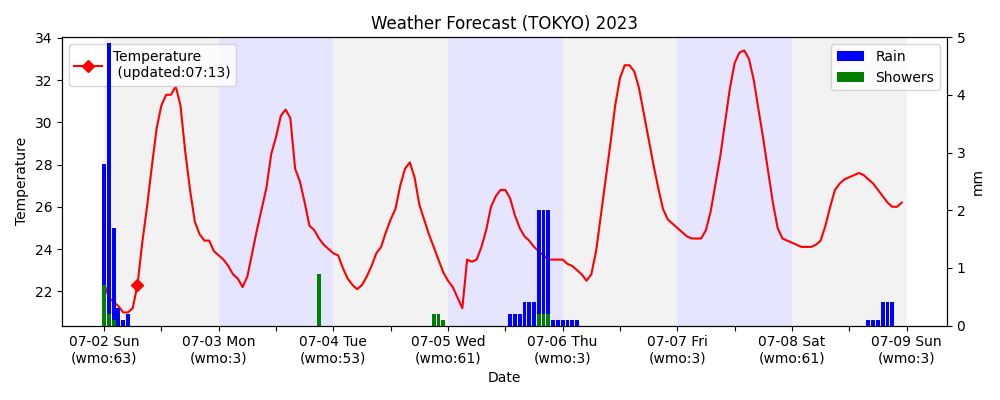 Weather Forecast (TOKYO) 2023
Temperature
(updated:07:13)
Rain
Showers
34
32
30
28
26
24
22
Temperature
5
4
3
2
1
0
mm
07-02 Sun
(wmo:63)
07-03 Mon
(wmo:3)
07-04 Tue
(wmo:53)
07-05 Wed
(wmo:61)
07-06 Thu
(wmo:3)
07-07 Fri
(wmo:3)
07-08 Sat
(wmo:61)
07-09 Sun
(wmo:3)
Date